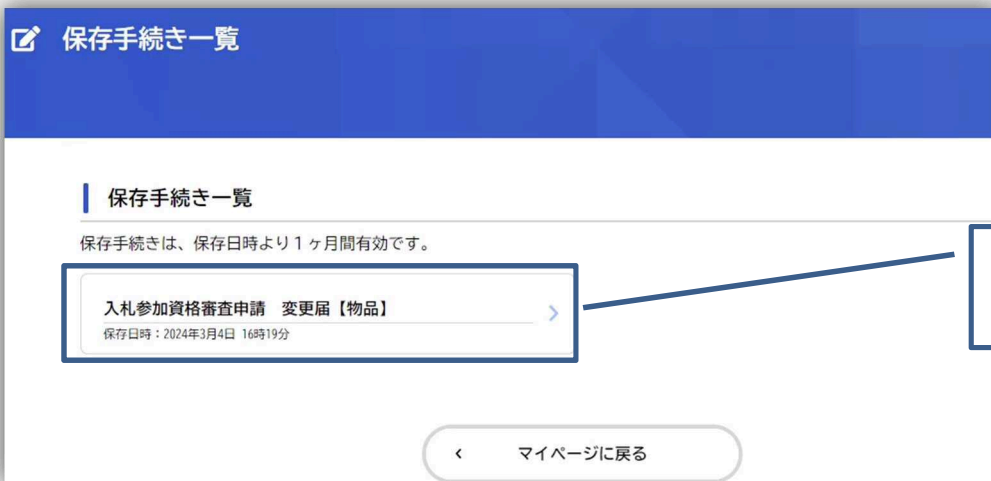 保存手続き一覧
保存手続き一覧
保存手続きは、保存日時より1ヶ月間有効です。
入札参加資格審査申請　変更届【物品】
保存日時：2024年3月4日 16時19分
マイページに戻る